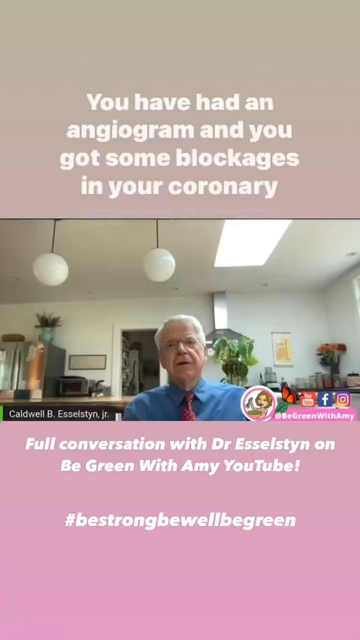 You have had an
angiogram and you
got some blockages
in your coronary
Caldwell B. Esselstyn, jr.
@BeGreenWithAmy
Full conversation with Dr Esselstyn on
Be Green With Amy YouTube!
#bestrongbewellbegreen